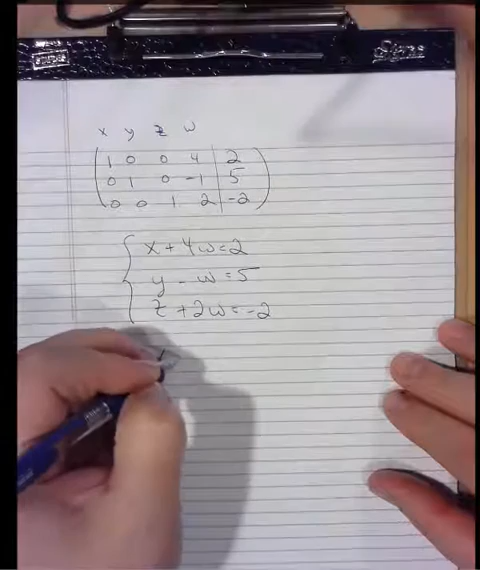 x y z w
1 0 0 4 | 2
0 1 0 -1 | 5
0 0 1 2 | -2
x + 4w = 2
y - w = 5
z + 2w = -2